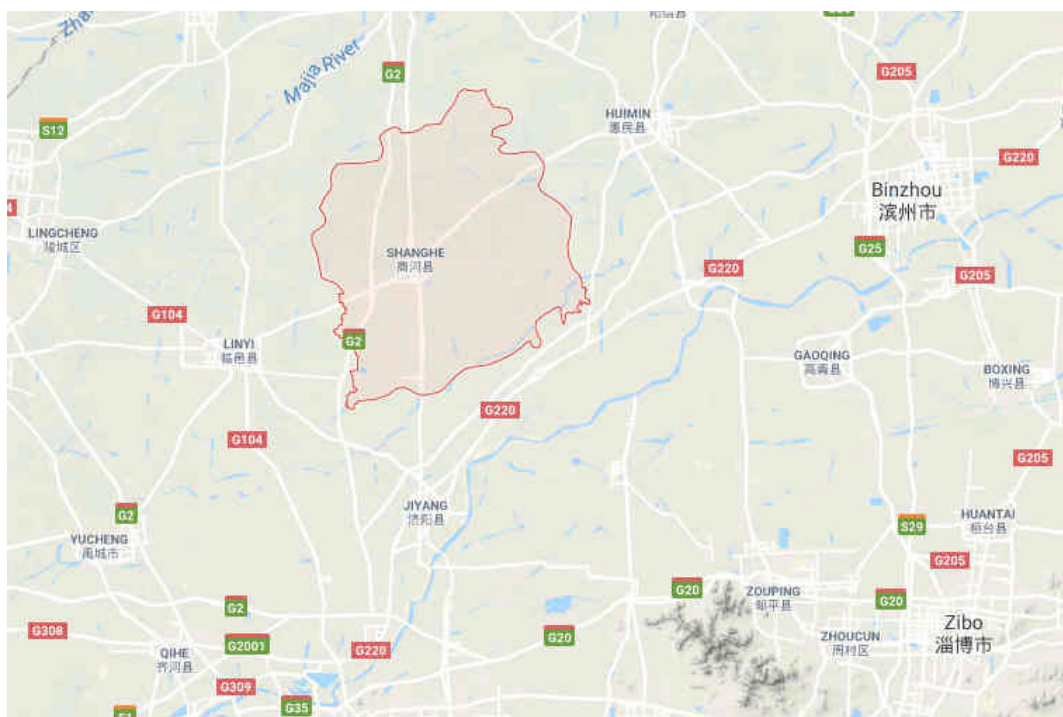 G2
G205
Majia River
S12
HUIMIN
惠民县
G220
Binzhou
滨州市
LINGCHENG
陵城区
G25
SHANGHE
商河县
G220
G205
G104
G2
LINYI
临邑县
GAOQING
高青县
BOXING
博兴县
G220
G104
G205
JIYANG
济阳县
G2
HUANTAI
桓台县
S29
YUCHENG
禹城市
G205
G20
ZOUPING
邹平县
G20
G2
G308
G20
Zibo
淄博市
ZHOUCUN
周村区
G2001
G220
QIHE
齐河县
G309
G35